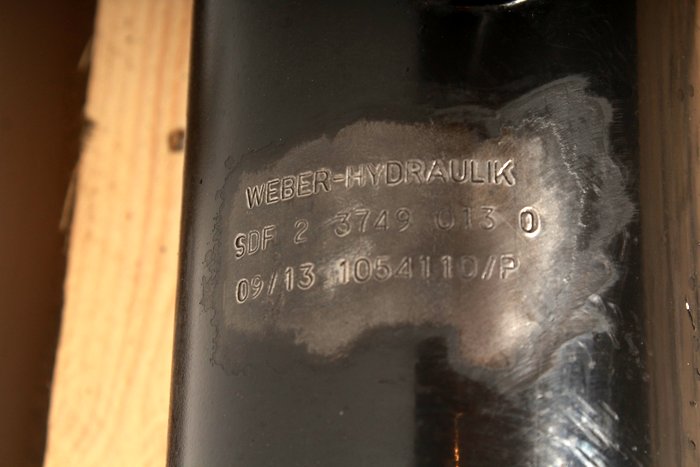 WEBER-HYDRAULIK
SDF 2 3749 013 0
09/13 1054110/P